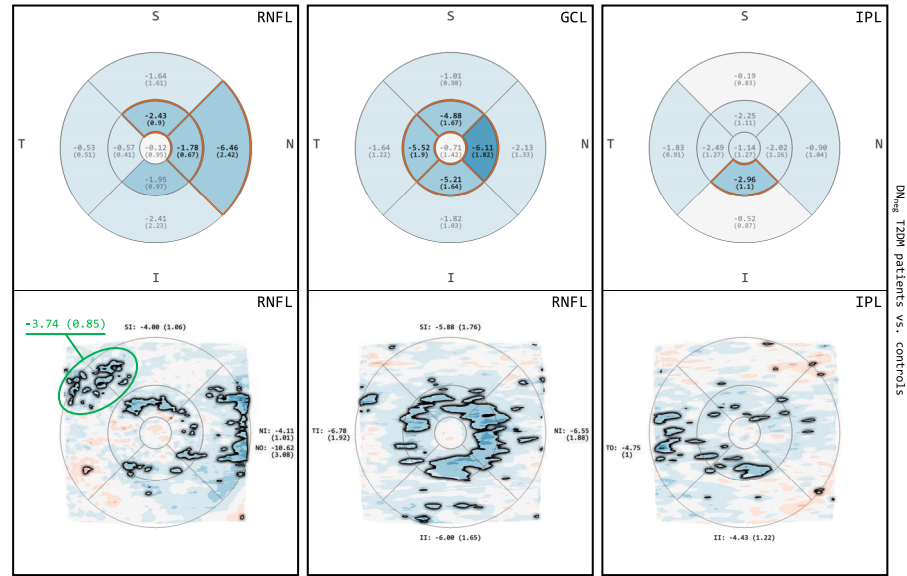 S
RNFL
-1.64
(1.61)
-2.43
(0.9)
T
-0.53
(0.51)
-0.57
(0.41)
-0.12
(0.95)
-1.78
(0.67)
-6.46
(2.42)
N
-1.95
(0.97)
-2.41
(2.23)
I
S
GCL
-1.01
(0.98)
-4.88
(1.67)
T
-1.64
(1.22)
-5.52
(1.9)
-0.71
(1.42)
-6.11
(1.82)
-2.13
(1.33)
N
-5.21
(1.64)
-1.82
(1.03)
I
S
IPL
-0.19
(0.83)
-2.25
(1.11)
T
-1.83
(0.91)
-2.49
(1.27)
-1.14
(1.27)
-2.02
(1.26)
-0.90
(1.04)
N
-2.96
(1.1)
-0.52
(0.87)
I
RNFL
-3.74 (0.85)
SI: -4.00 (1.06)
NI: -4.11
(1.01)
NO: -10.62
(3.08)
RNFL
SI: -5.88 (1.76)
TI: -6.78
(1.92)
NI: -6.55
(1.88)
II: -6.00 (1.65)
IPL
TO: -4.75
(1)
II: -4.43 (1.22)
DNneg T2DM patients vs. controls